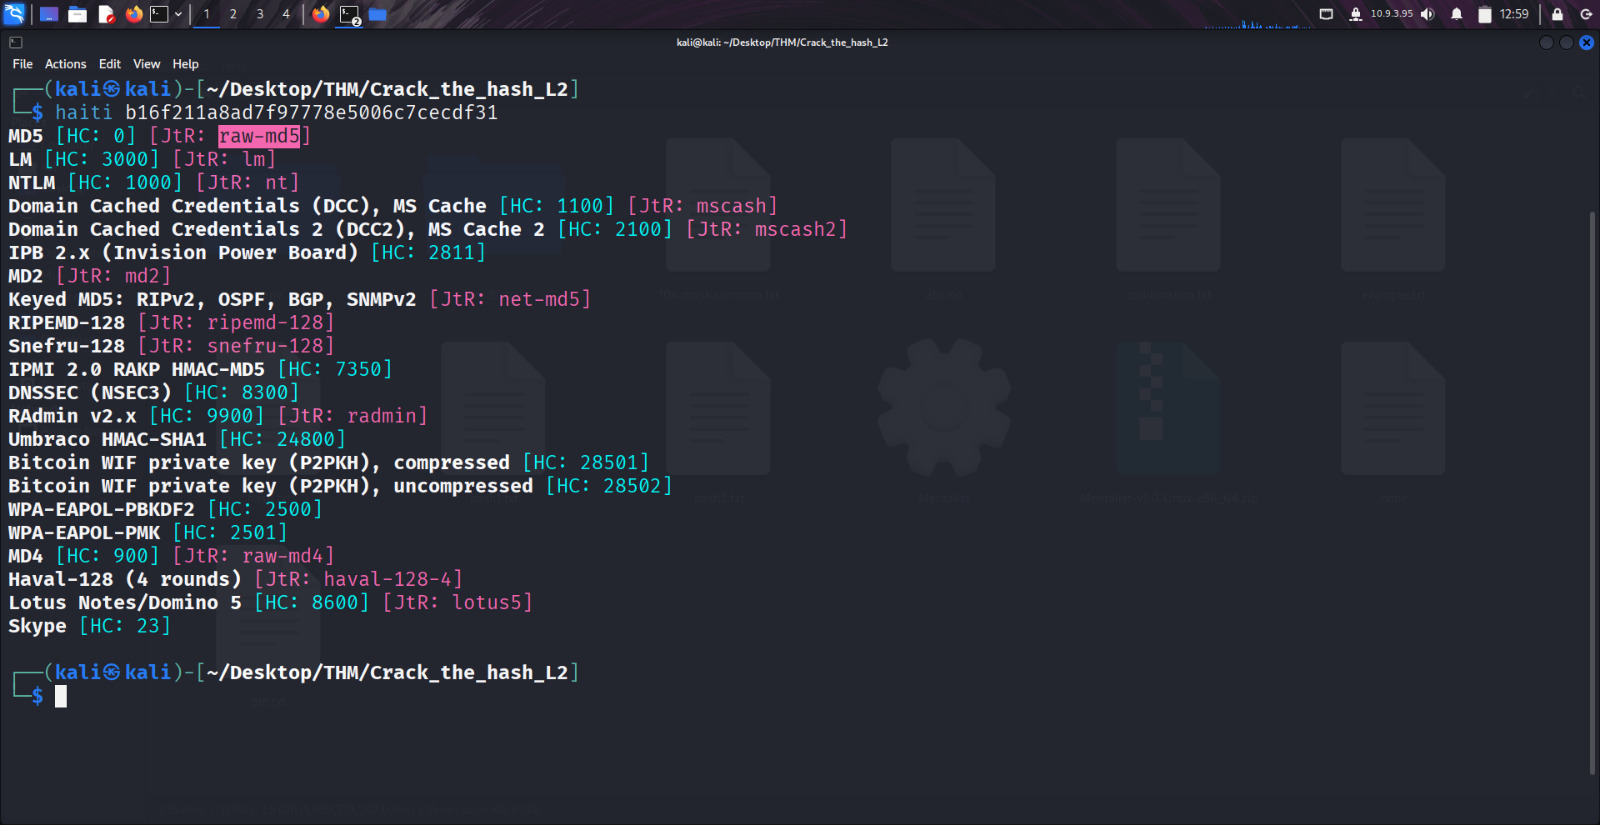 1 2 3 4 2 10.9.3.95 12:59
kali@kali: ~/Desktop/THM/Crack_the_hash_L2
File Actions Edit View Help
(kali㉿kali)-[~/Desktop/THM/Crack_the_hash_L2]
$ haiti b16f211a8ad7f97778e5006c7cecdf31
MD5 [HC: 0] [JtR: raw-md5]
LM [HC: 3000] [JtR: lm]
NTLM [HC: 1000] [JtR: nt]
Domain Cached Credentials (DCC), MS Cache [HC: 1100] [JtR: mscash]
Domain Cached Credentials 2 (DCC2), MS Cache 2 [HC: 2100] [JtR: mscash2]
IPB 2.x (Invision Power Board) [HC: 2811]
MD2 [JtR: md2]
Keyed MD5: RIPv2, OSPF, BGP, SNMPv2 [JtR: net-md5]
RIPEMD-128 [JtR: ripemd-128]
Snefru-128 [JtR: snefru-128]
IPMI 2.0 RAKP HMAC-MD5 [HC: 7350]
DNSSEC (NSEC3) [HC: 8300]
RAdmin v2.x [HC: 9900] [JtR: radmin]
Umbraco HMAC-SHA1 [HC: 24800]
Bitcoin WIF private key (P2PKH), compressed [HC: 28501]
Bitcoin WIF private key (P2PKH), uncompressed [HC: 28502]
WPA-EAPOL-PBKDF2 [HC: 2500]
WPA-EAPOL-PMK [HC: 2501]
MD4 [HC: 900] [JtR: raw-md4]
Haval-128 (4 rounds) [JtR: haval-128-4]
Lotus Notes/Domino 5 [HC: 8600] [JtR: lotus5]
Skype [HC: 23]
(kali㉿kali)-[~/Desktop/THM/Crack_the_hash_L2]
$